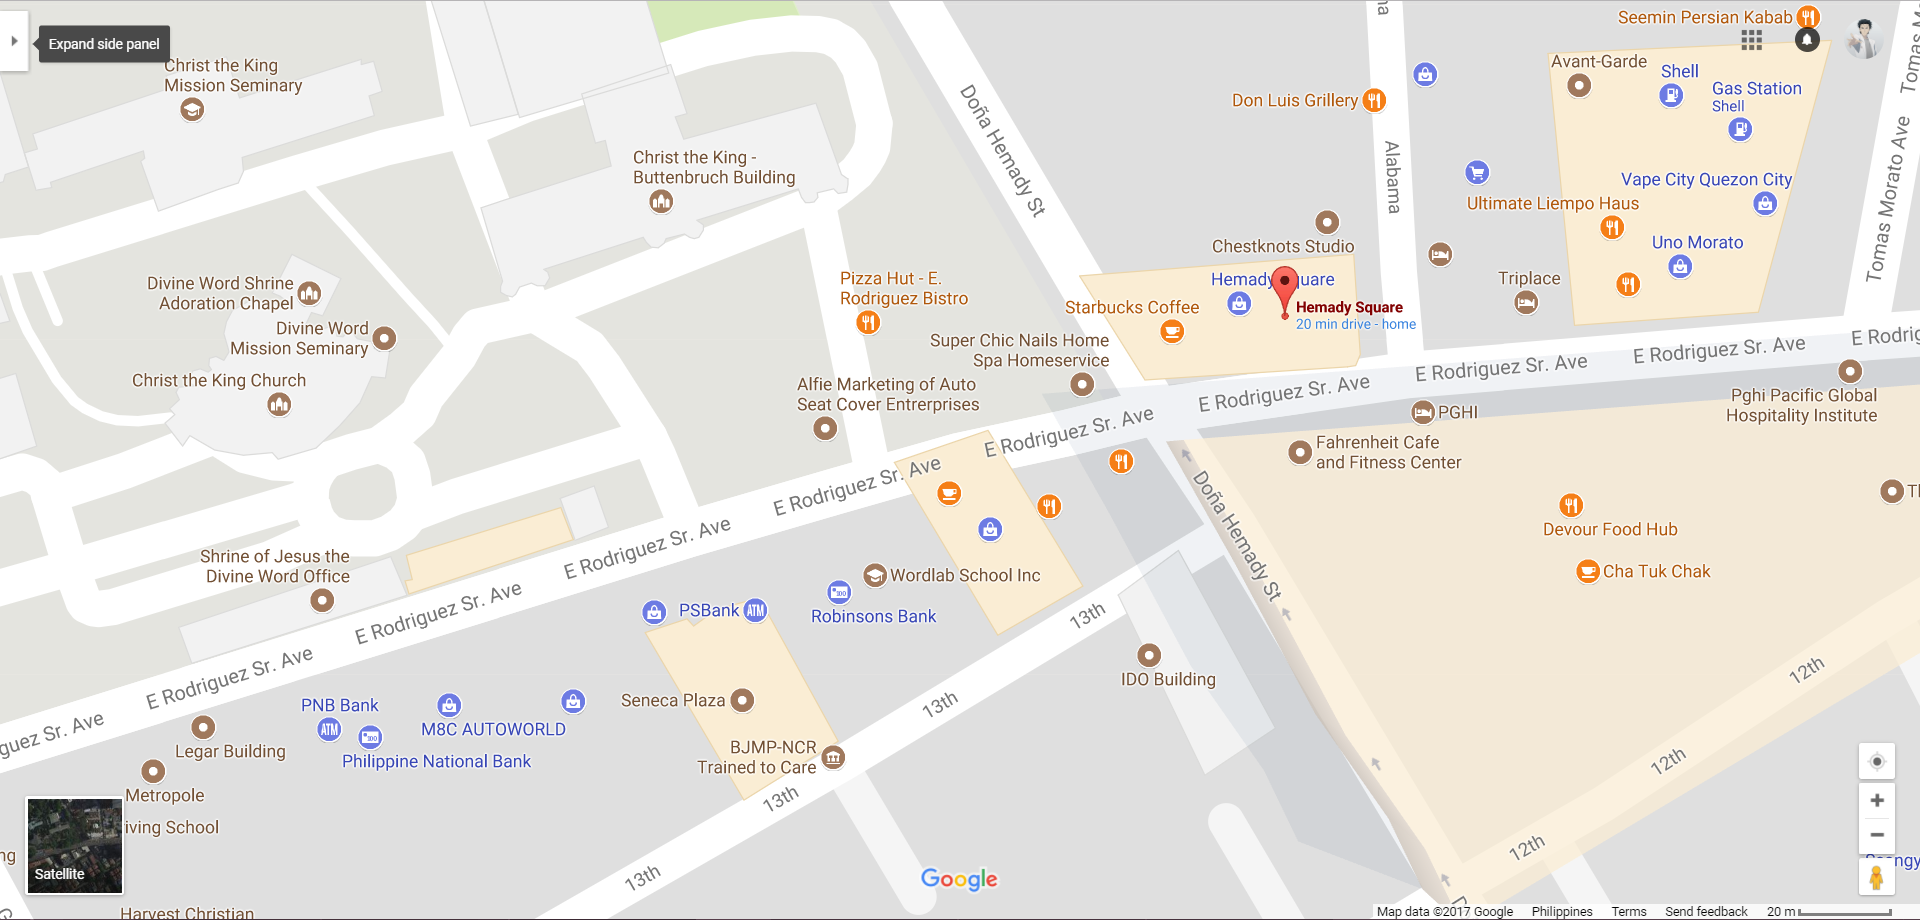 Expand side panel
Seemin Persian Kabab
Christ the King
Mission Seminary
Avant-Garde
Shell
Gas Station
Shell
Don Luis Grillery
Doña Hemady St
Alabama
Tomas Morato Ave
Christ the King -
Buttenbruch Building
Vape City Quezon City
Ultimate Liempo Haus
Chestknots Studio
Uno Morato
Divine Word Shrine
Adoration Chapel
Pizza Hut - E.
Rodriguez Bistro
Hemady Square
Triplace
Starbucks Coffee
Hemady Square
20 min drive - home
Divine Word
Mission Seminary
Super Chic Nails Home
Spa Homeservice
E Rodriguez Sr. Ave
E Rodriguez Sr. Ave
E Rodriguez Sr. Ave
E Rodriguez Sr. Ave
Christ the King Church
Alfie Marketing of Auto
Seat Cover Entrerprises
Pghi Pacific Global
Hospitality Institute
PGHI
Fahrenheit Cafe
and Fitness Center
E Rodriguez Sr. Ave
Doña Hemady St
Devour Food Hub
E Rodriguez Sr. Ave
Shrine of Jesus the
Divine Word Office
Wordlab School Inc
Cha Tuk Chak
E Rodriguez Sr. Ave
PSBank
ATM
Robinsons Bank
13th
E Rodriguez Sr. Ave
IDO Building
12th
Seneca Plaza
PNB Bank
ATM
M8C AUTOWORLD
13th
Legar Building
Philippine National Bank
BJMP-NCR
Trained to Care
12th
Metropole
13th
iving School
12th
Satellite
13th
Google
Harvest Christian
Map data ©2017 Google
Philippines
Terms
Send feedback
20 m